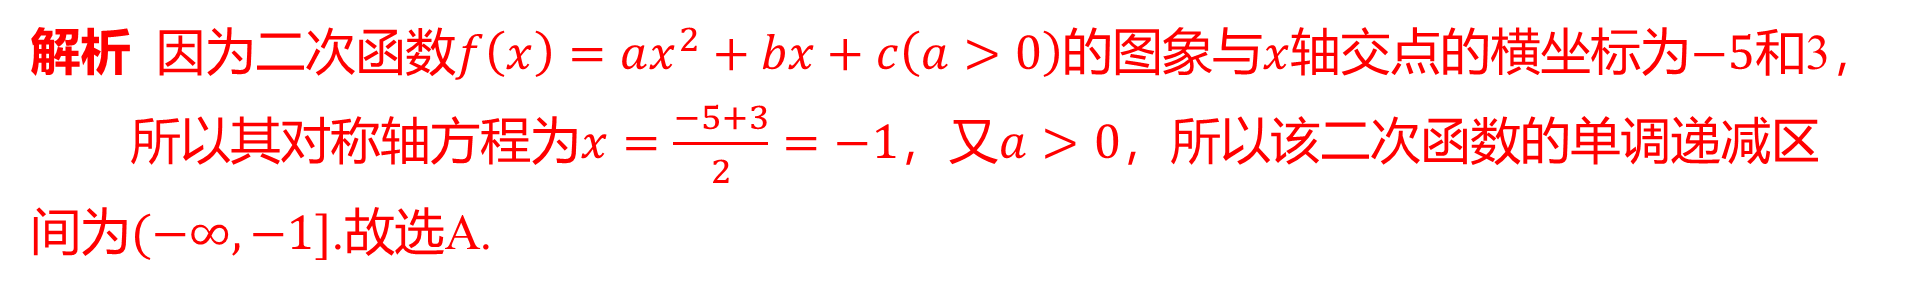 解析 因为二次函数f(x) = ax² + bx + c(a > 0)的图象与x轴交点的横坐标为−5和3，
所以其对称轴方程为x = \frac{−5+3}{2} = −1，又a > 0，所以该二次函数的单调递减区
间为(−∞,−1].故选A.